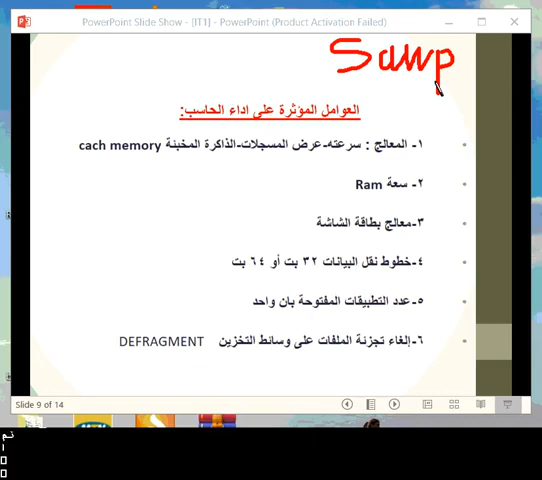 PowerPoint Slide Show - [IT1] - PowerPoint (Product Activation Failed)
Sawp
العوامل المؤثرة على اداء الحاسب:
١- المعالج : سرعته-عرض المسجلات-الذاكرة المخبئة cach memory
٢- سعة Ram
٣-معالج بطاقة الشاشة
٤- خطوط نقل البيانات ٣٢ بت أو ٦٤ بت
٥- عدد التطبيقات المفتوحة بان واحد
٦-إلغاء تجزئة الملفات على وسائط التخزين DEFRAGMENT
Slide 9 of 14